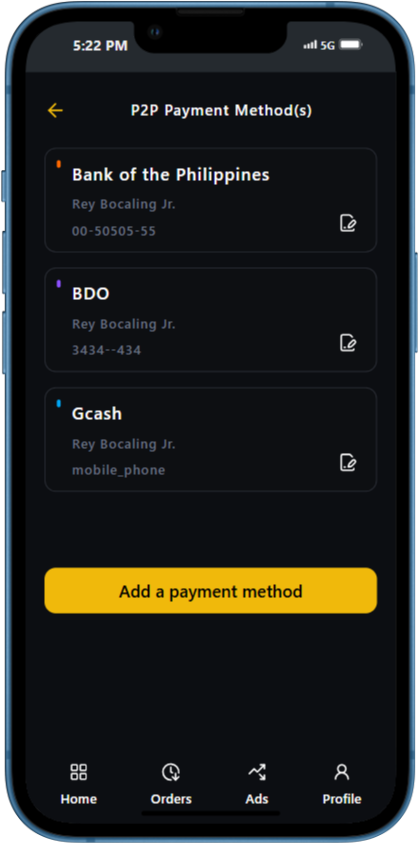 5:22 PM
5G
P2P Payment Method(s)
Bank of the Philippines
Rey Bocaling Jr.
00-50505-55
BDO
Rey Bocaling Jr.
3434--434
Gcash
Rey Bocaling Jr.
mobile_phone
Add a payment method
Home Orders Ads Profile